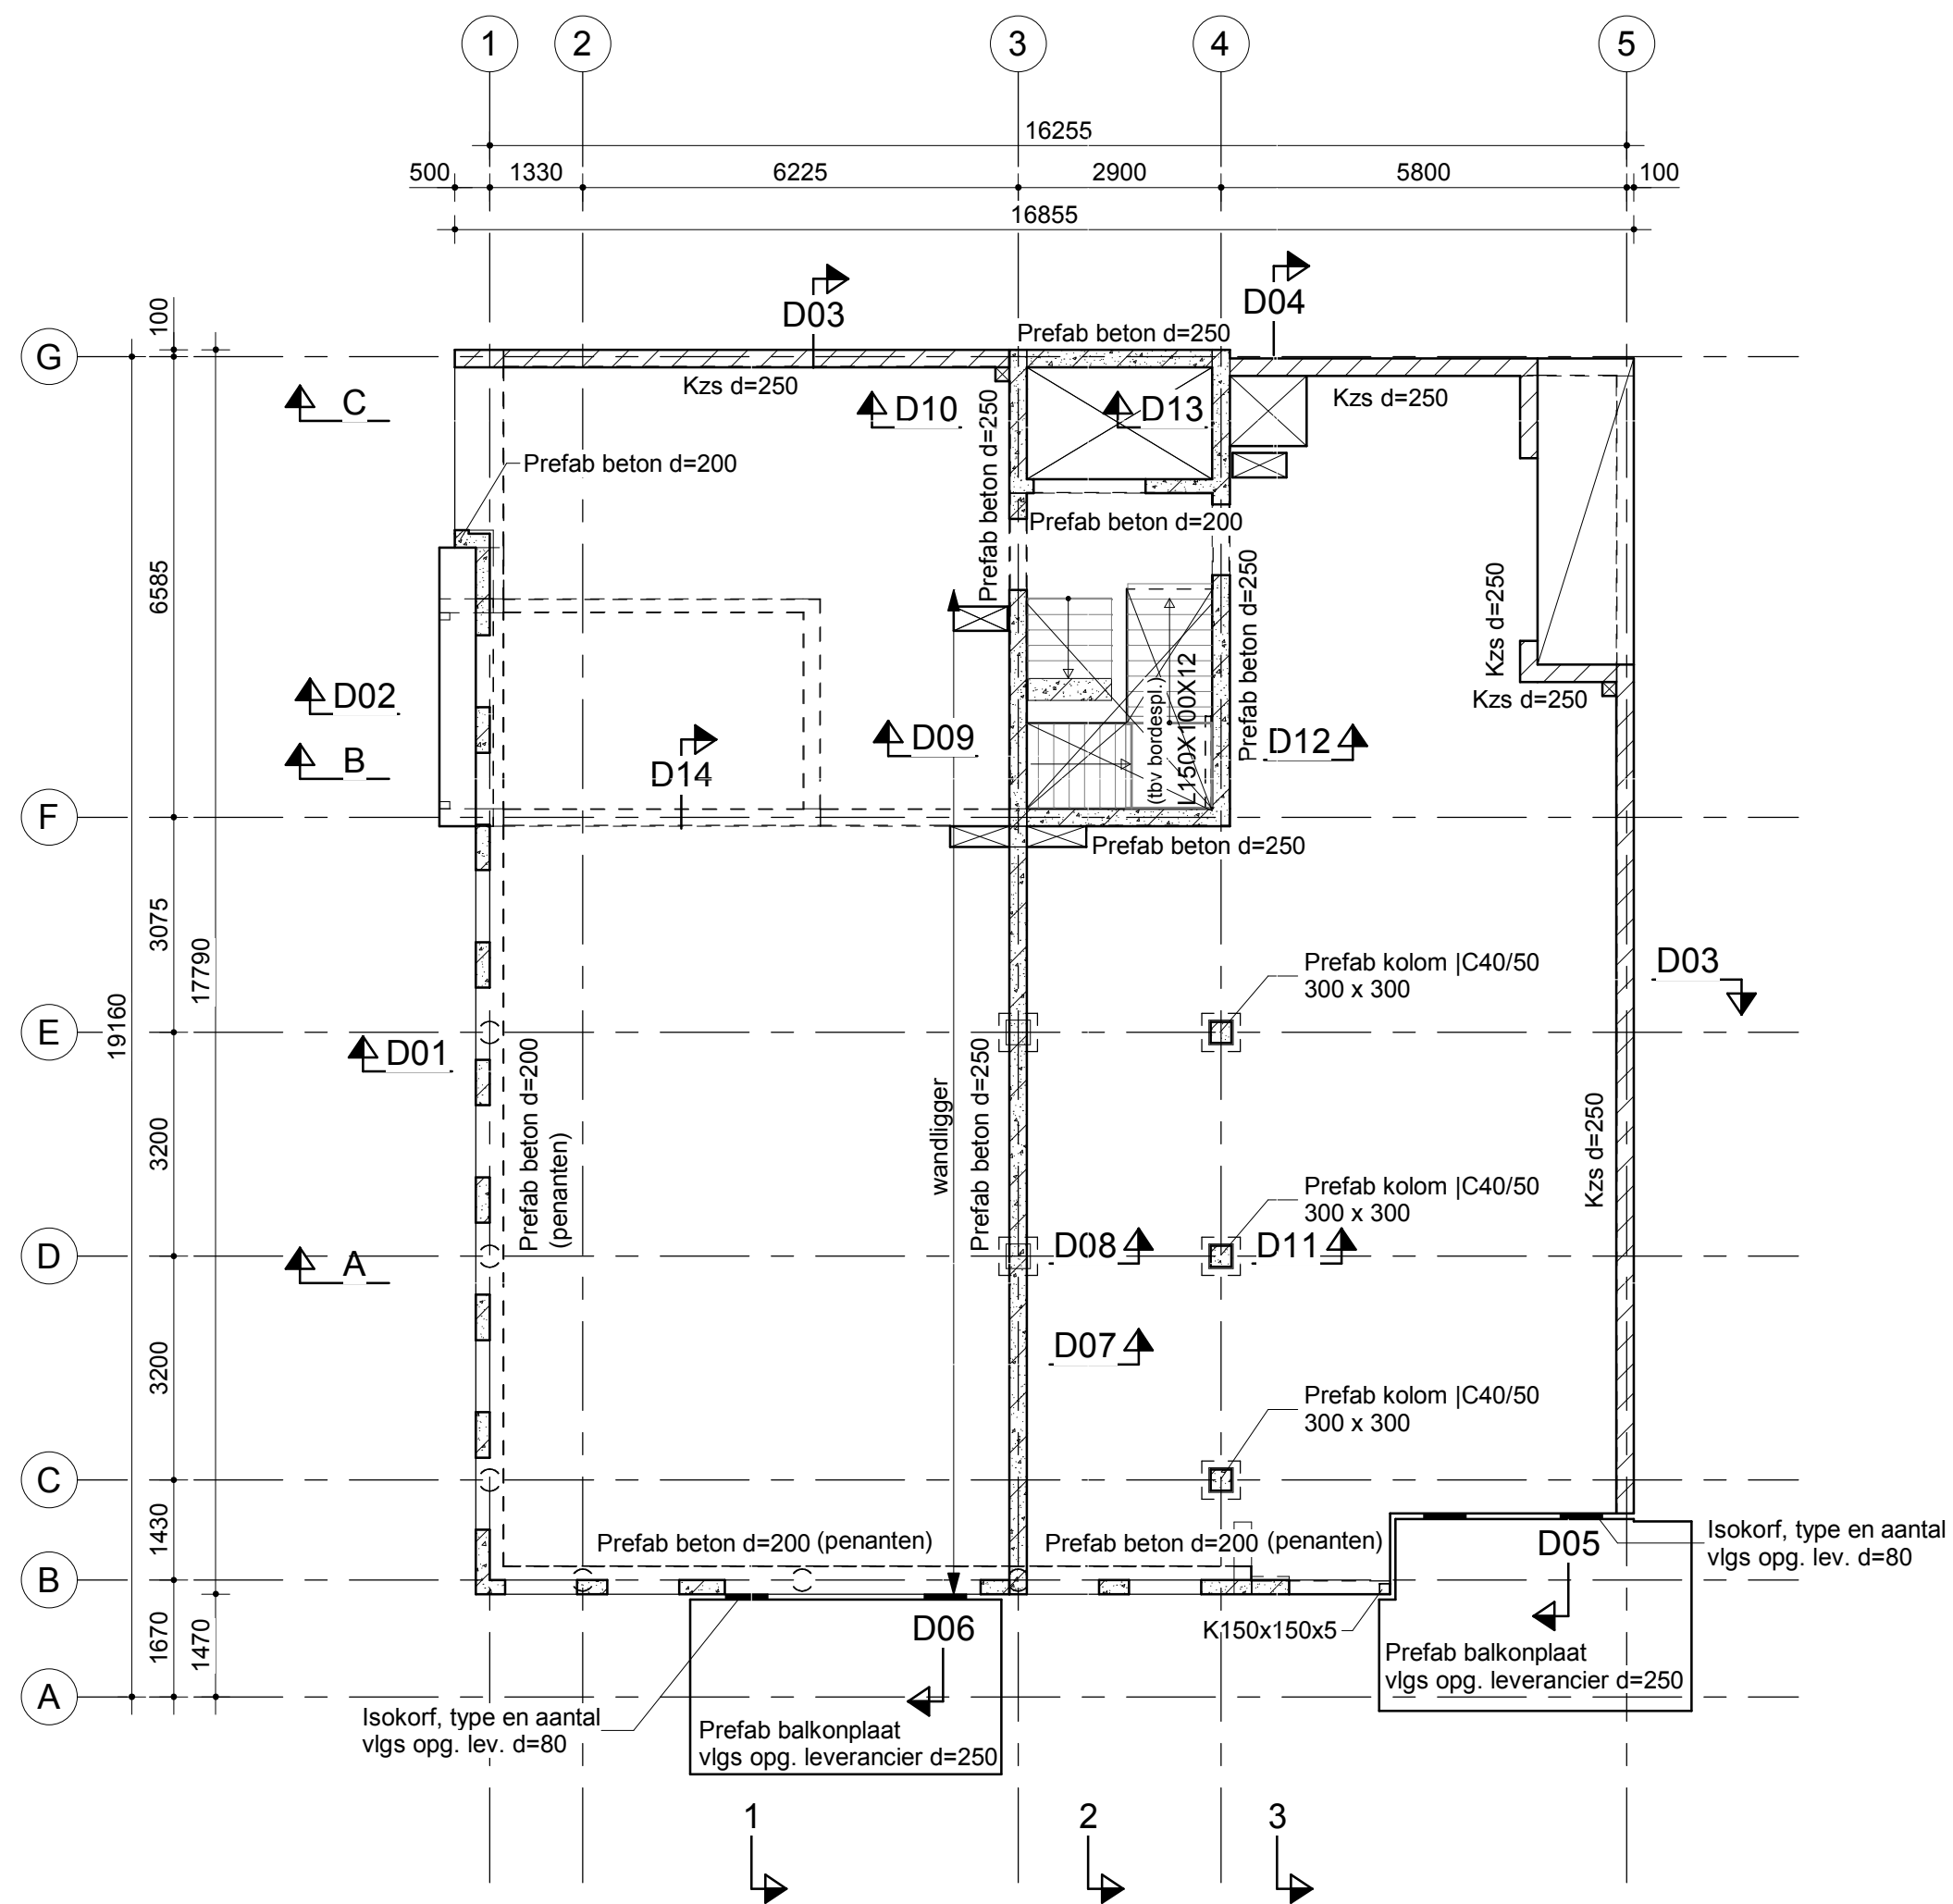 1
2
3
4
5
16255
500
1330
6225
2900
5800
100
16855
100
D03
D04
Prefab beton d=250
G
Kzs d=250
Kzs d=250
C
D10
D13
Prefab beton d=250
Prefab beton d=200
Prefab beton d=200
6585
Prefab beton d=250
Kzs d=250
D02
Kzs d=250
B
D14
D09
(tbv bordespl.)
L150X100X12
D12
F
Prefab beton d=250
3075
17790
19160
Prefab kolom |C40/50
300 x 300
D03
E
D01
Prefab beton d=200
(penanten)
wandligger
Prefab beton d=250
Kzs d=250
3200
Prefab kolom |C40/50
300 x 300
D
A
D08
D11
3200
D07
Prefab kolom |C40/50
300 x 300
C
1430
Prefab beton d=200 (penanten)
Prefab beton d=200 (penanten)
D05
Isokorf, type en aantal
vlgs opg. lev. d=80
B
1670
1470
D06
K150x150x5
Prefab balkonplaat
vlgs opg. leverancier d=250
A
Isokorf, type en aantal
vlgs opg. lev. d=80
Prefab balkonplaat
vlgs opg. leverancier d=250
1
2
3